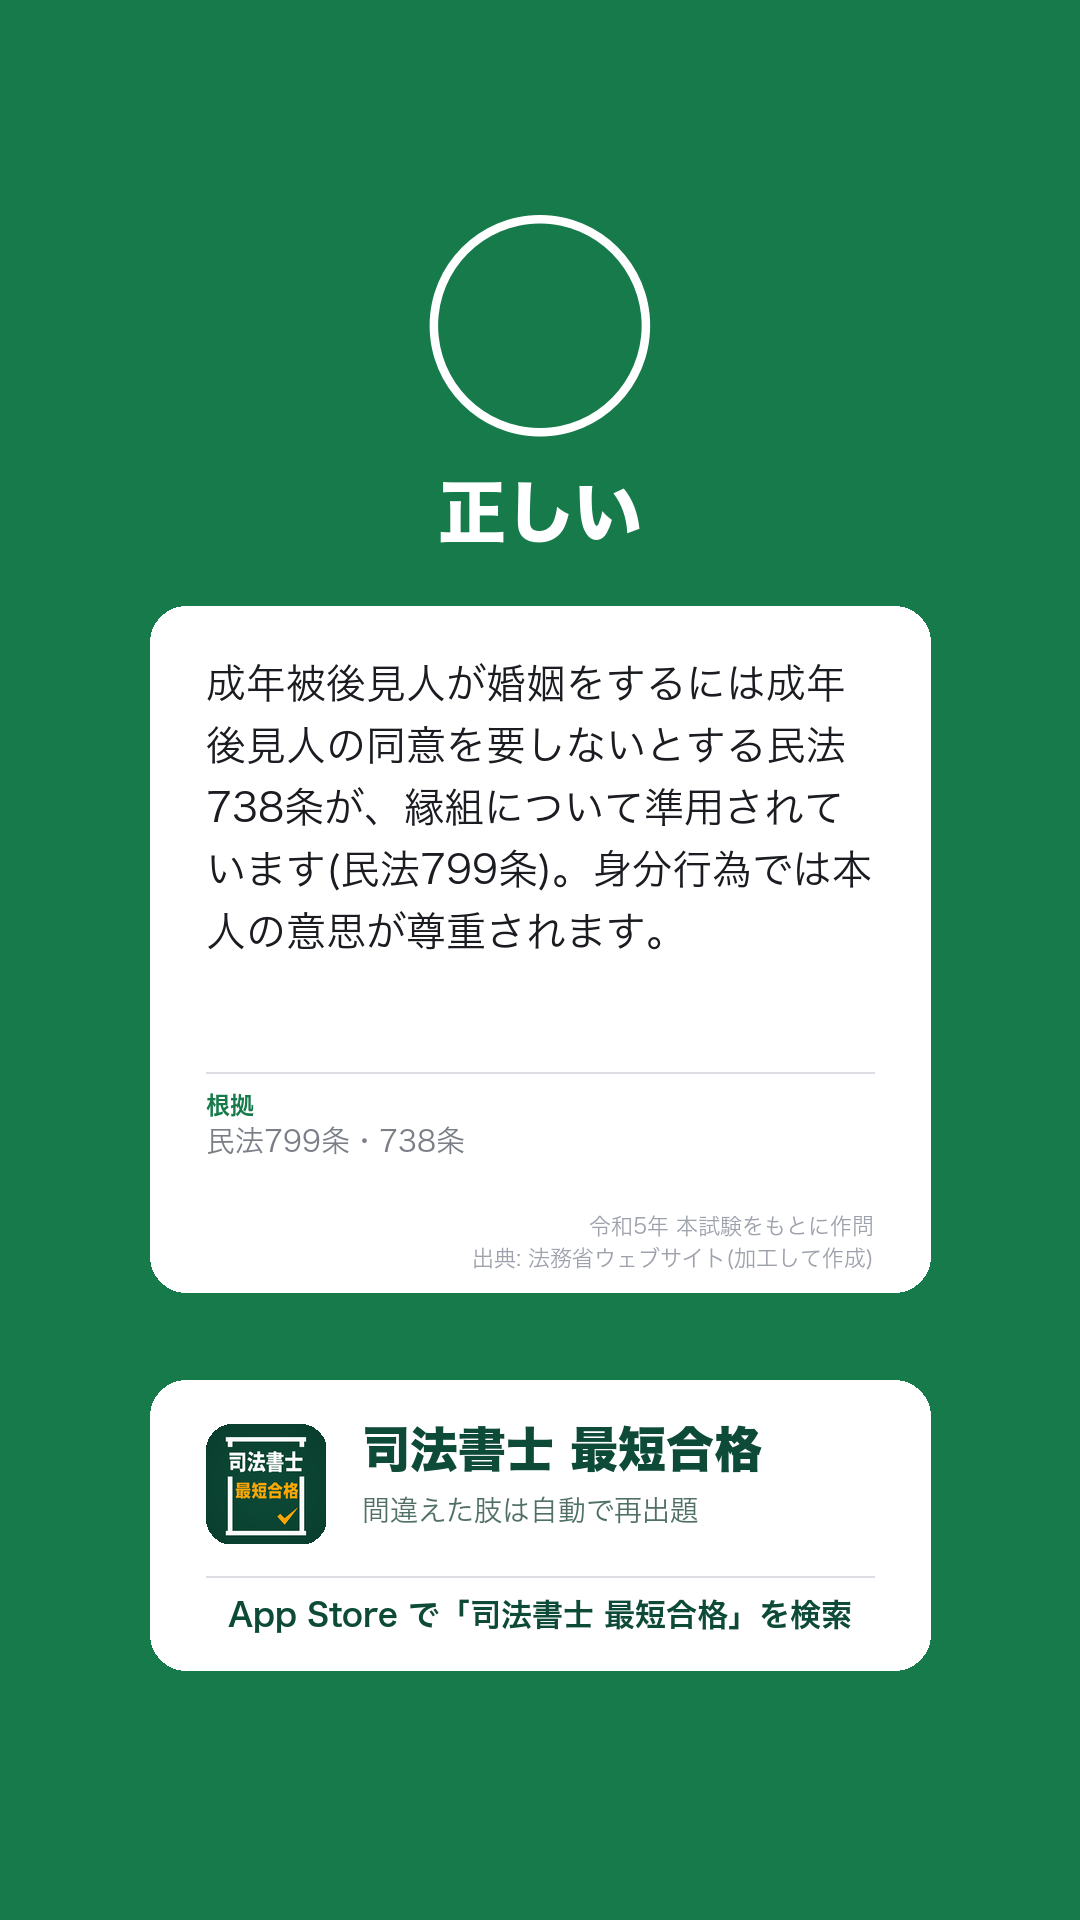 正しい
成年被後見人が婚姻をするには成年
後見人の同意を要しないとする民法
738条が、縁組について準用されて
います(民法799条)。身分行為では本
人の意思が尊重されます。
根拠
民法799条・738条
令和5年 本試験をもとに作問
出典: 法務省ウェブサイト(加工して作成)
司法書士
最短合格
司法書士 最短合格
間違えた肢は自動で再出題
App Store で「司法書士 最短合格」を検索